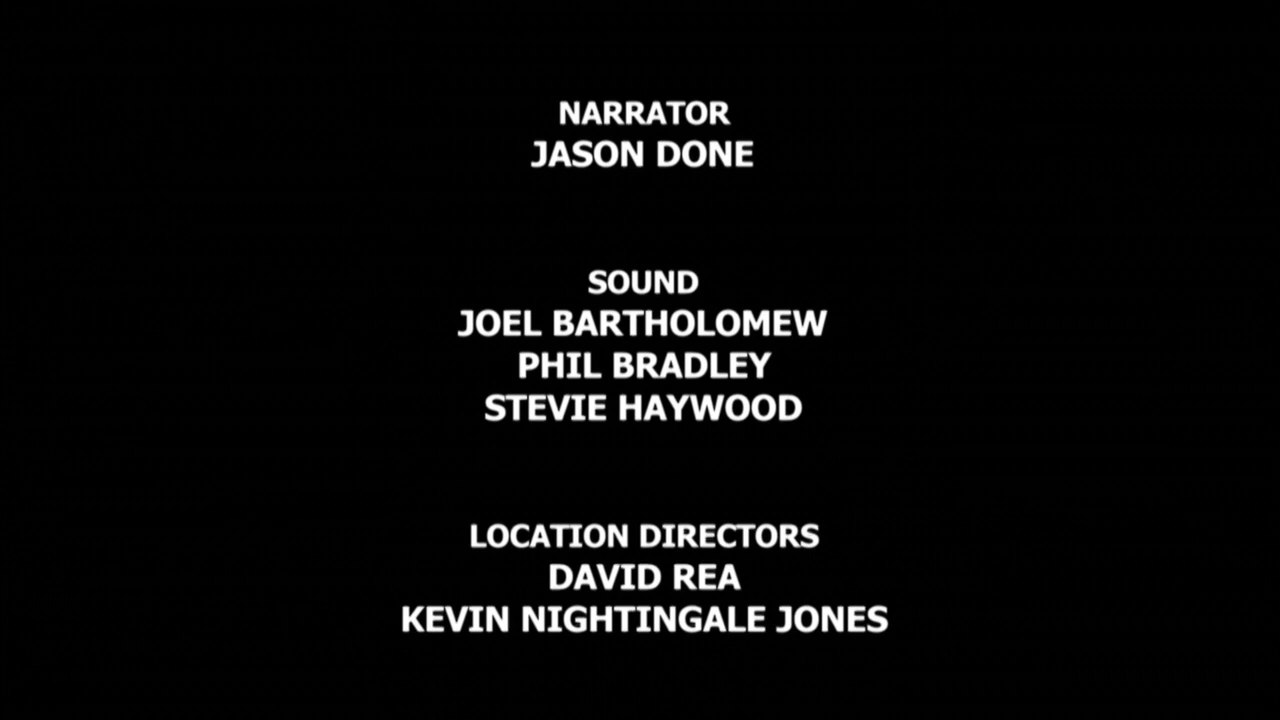 NARRATOR
JASON DONE
SOUND
JOEL BARTHOLOMEW
PHIL BRADLEY
STEVIE HAYWOOD
LOCATION DIRECTORS
DAVID REA
KEVIN NIGHTINGALE JONES